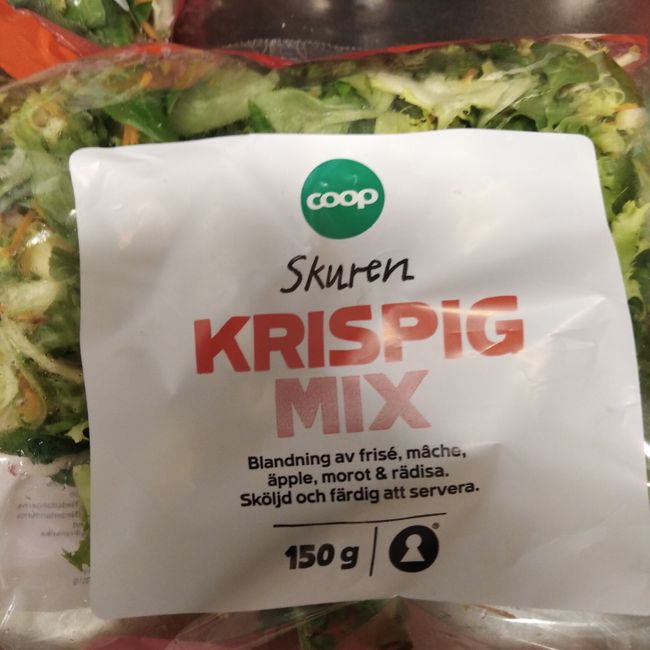 coop
Skuren
KRISPIG
MIX
Blandning av frisé, mâche,
äpple, morot & rädisa.
Sköljd och färdig att servera.
150 g